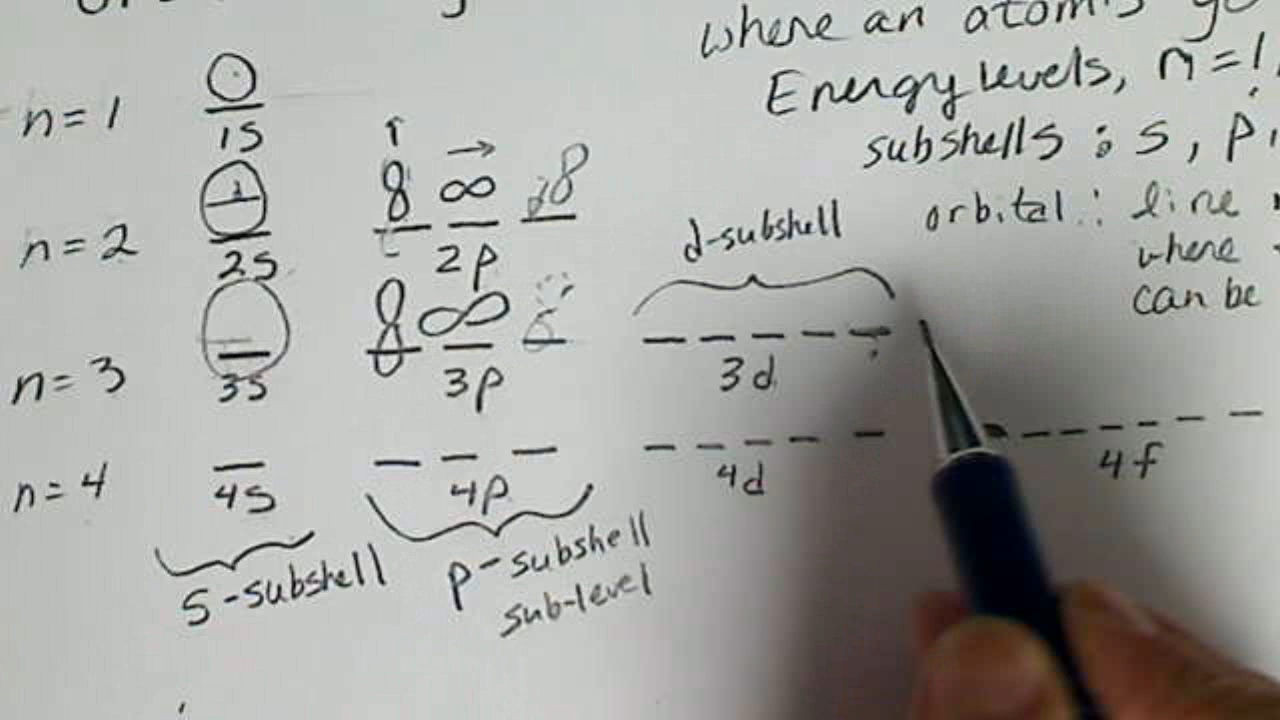 where an atom's
Energy levels, n = 1,
subshells : s, p,
orbital : line
where
can be
n = 1
1s
n = 2
2s
2p
d-subshell
n = 3
3s
3p
3d
n = 4
4s
4p
4d
4f
s-subshell
p-subshell
sub-level